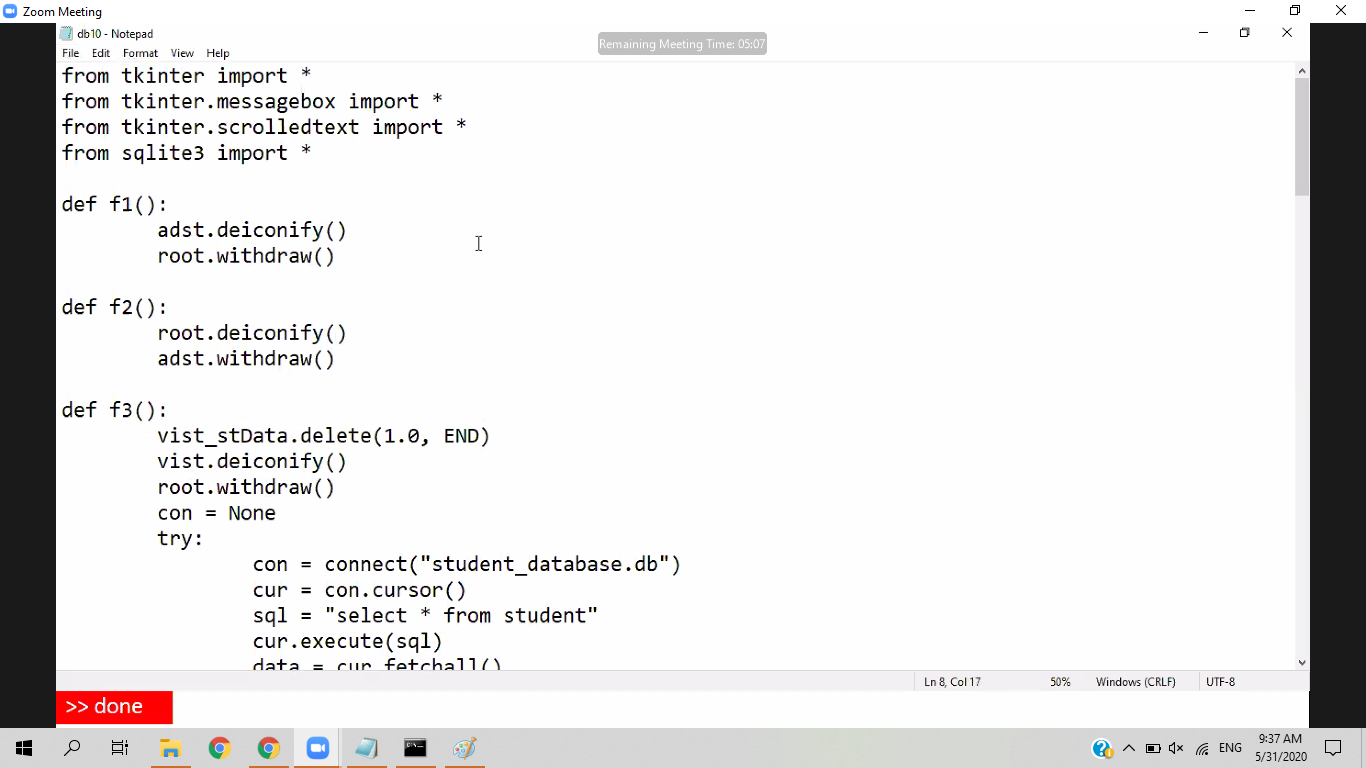 Zoom Meeting
db10 - Notepad
Remaining Meeting Time: 05:07
File Edit Format View Help
from tkinter import *
from tkinter.messagebox import *
from tkinter.scrolledtext import *
from sqlite3 import *
def f1():
adst.deiconify()
root.withdraw()
def f2():
root.deiconify()
adst.withdraw()
def f3():
vist_stData.delete(1.0, END)
vist.deiconify()
root.withdraw()
con = None
try:
con = connect("student_database.db")
cur = con.cursor()
sql = "select * from student"
cur.execute(sql)
data = cur.fetchall()
Ln 8, Col 17 50% Windows (CRLF) UTF-8
>> done
ENG
9:37 AM
5/31/2020